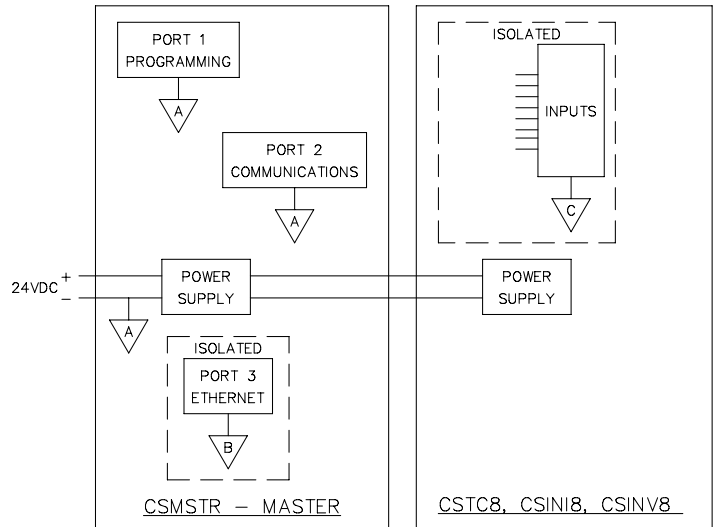 PORT 1
PROGRAMMING
A
PORT 2
COMMUNICATIONS
A
24VDC
+
−
POWER
SUPPLY
A
ISOLATED
PORT 3
ETHERNET
B
CSMSTR – MASTER
ISOLATED
INPUTS
C
POWER
SUPPLY
CSTC8, CSINI8, CSINV8